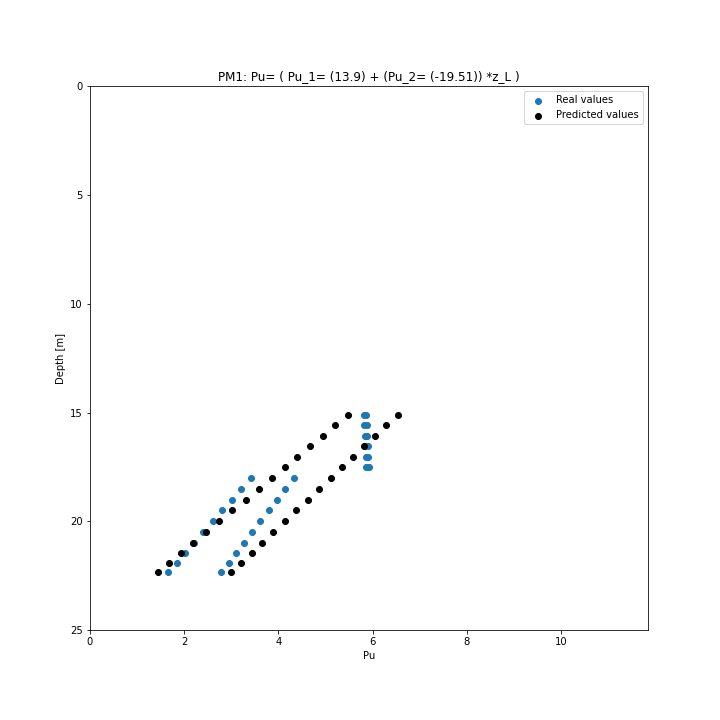 PM1: Pu= ( Pu_1= (13.9) + (Pu_2= (-19.51)) *z_L )
Real values
Predicted values
0
5
10
15
20
25
Depth [m]
0 2 4 6 8 10
Pu